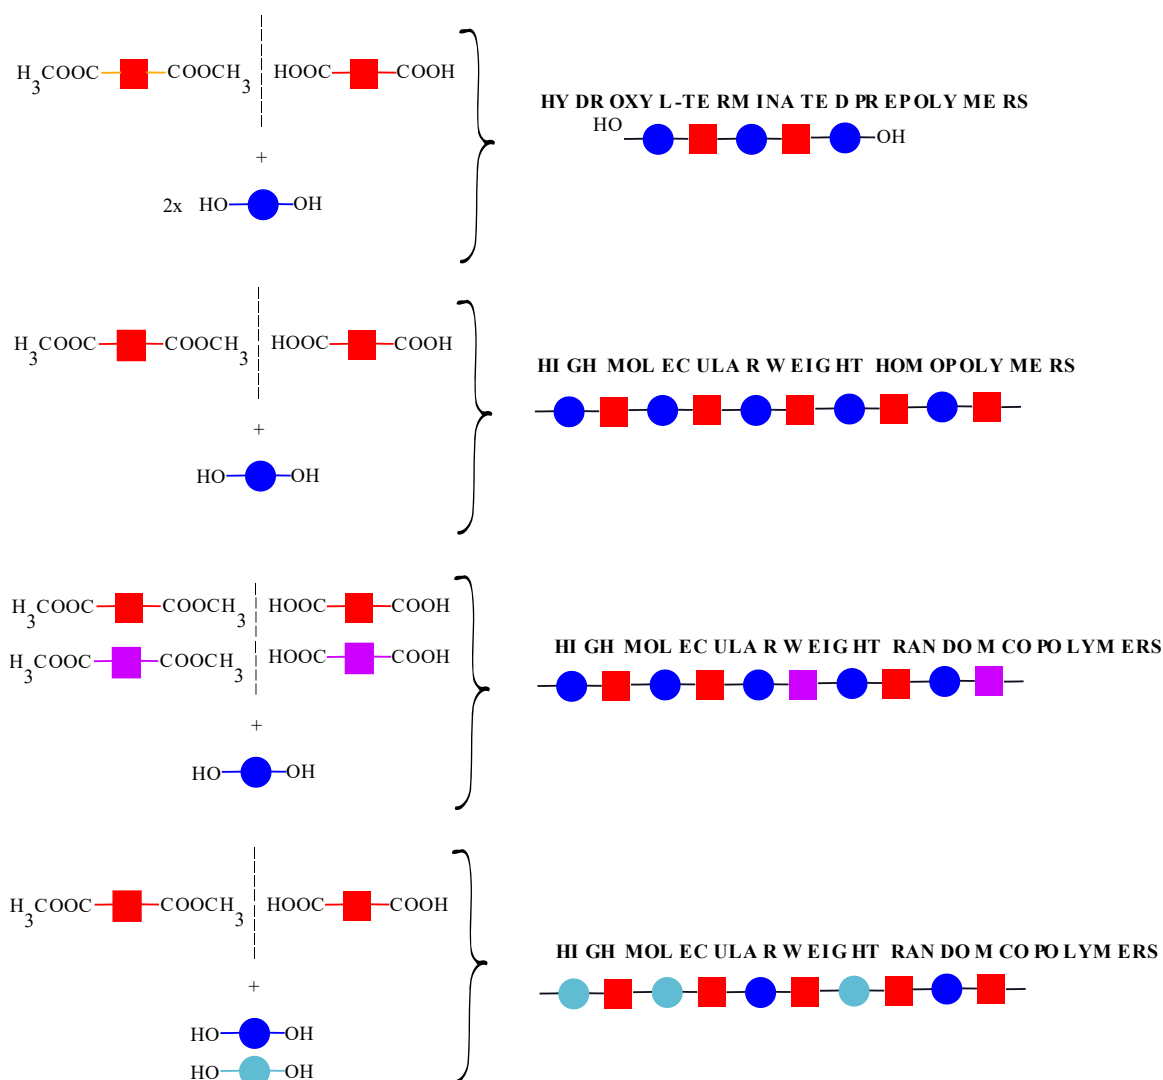 H3COOC COOCH3 HOOC COOH
HYDROXYL-TERMINATED PREPOLYMERS
HO OH
+
2x HO OH
H3COOC COOCH3 HOOC COOH
HIGH MOLECULAR WEIGHT HOMOPOLYMERS
+
HO OH
H3COOC COOCH3 HOOC COOH
H3COOC COOCH3 HOOC COOH
HIGH MOLECULAR WEIGHT RANDOM COPOLYMERS
+
HO OH
H3COOC COOCH3 HOOC COOH
HIGH MOLECULAR WEIGHT RANDOM COPOLYMERS
+
HO OH
HO OH